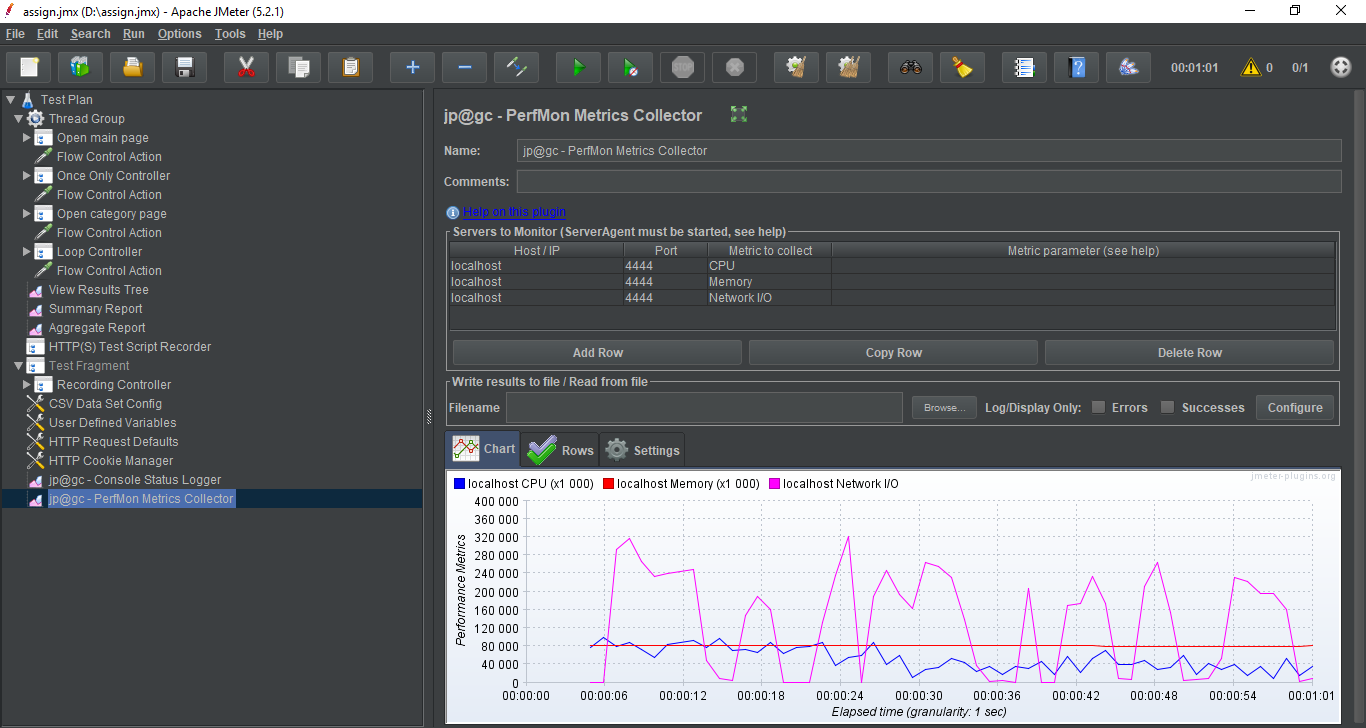 assign.jmx (D:\assign.jmx) - Apache JMeter (5.2.1)
File Edit Search Run Options Tools Help
STOP
00:01:01 0 0/1
Test Plan
Thread Group
Open main page
Flow Control Action
Once Only Controller
Flow Control Action
Open category page
Flow Control Action
Loop Controller
Flow Control Action
View Results Tree
Summary Report
Aggregate Report
HTTP(S) Test Script Recorder
Test Fragment
Recording Controller
CSV Data Set Config
User Defined Variables
HTTP Request Defaults
HTTP Cookie Manager
jp@gc - Console Status Logger
jp@gc - PerfMon Metrics Collector
jp@gc - PerfMon Metrics Collector
Name: jp@gc - PerfMon Metrics Collector
Comments:
Help on this plugin
Servers to Monitor (ServerAgent must be started, see help)
Host / IP Port Metric to collect Metric parameter (see help)
localhost 4444 CPU
localhost 4444 Memory
localhost 4444 Network I/O
Add Row Copy Row Delete Row
Write results to file / Read from file
Filename Browse... Log/Display Only: Errors Successes Configure
Chart Rows Settings
jmeter-plugins.org
localhost CPU (x1 000) localhost Memory (x1 000) localhost Network I/O
400 000
360 000
320 000
280 000
240 000
200 000
160 000
120 000
80 000
40 000
0
Performance Metrics
00:00:00 00:00:06 00:00:12 00:00:18 00:00:24 00:00:30 00:00:36 00:00:42 00:00:48 00:00:54 00:01:01
Elapsed time (granularity: 1 sec)